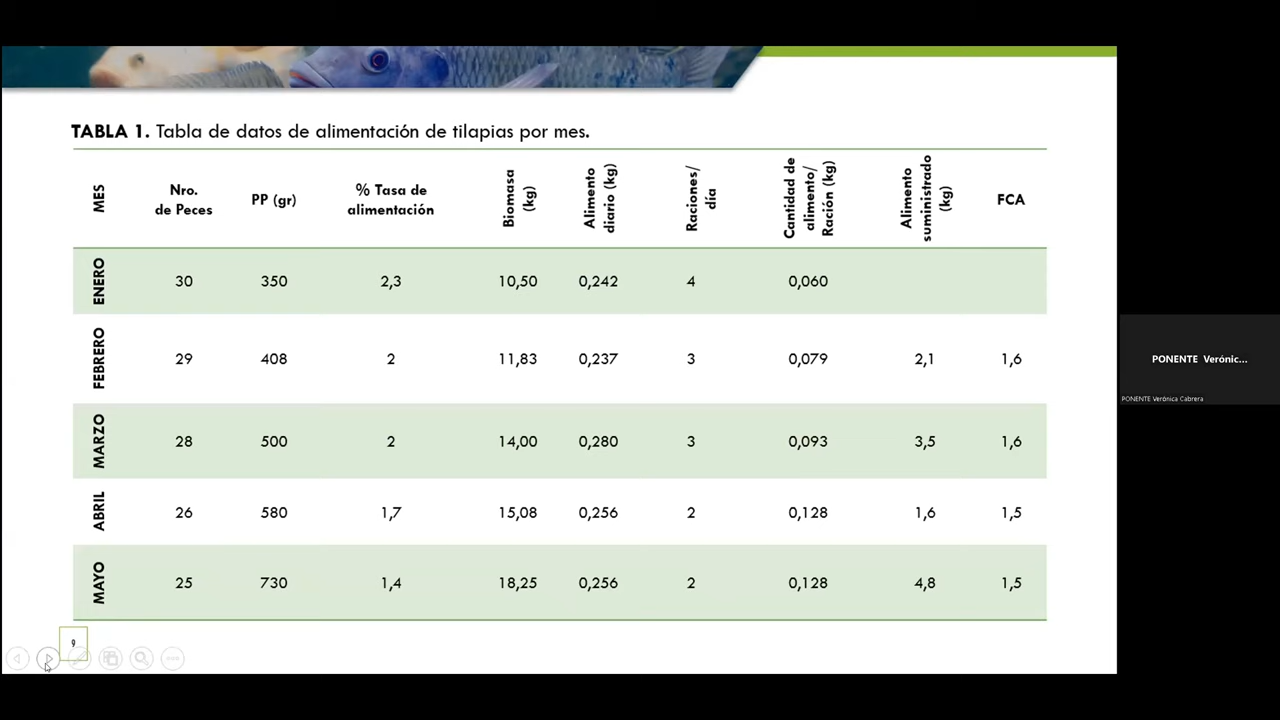 TABLA 1. Tabla de datos de alimentación de tilapias por mes.
MES Nro. de Peces PP (gr) % Tasa de alimentación Biomasa (kg) Alimento diario (kg) Raciones/ día Cantidad de alimento/ Ración (kg) Alimento suministrado (kg) FCA
ENERO 30 350 2,3 10,50 0,242 4 0,060
FEBRERO 29 408 2 11,83 0,237 3 0,079 2,1 1,6
MARZO 28 500 2 14,00 0,280 3 0,093 3,5 1,6
ABRIL 26 580 1,7 15,08 0,256 2 0,128 1,6 1,5
MAYO 25 730 1,4 18,25 0,256 2 0,128 4,8 1,5
9
PONENTE Verónic...
PONENTE Verónica Cabrera